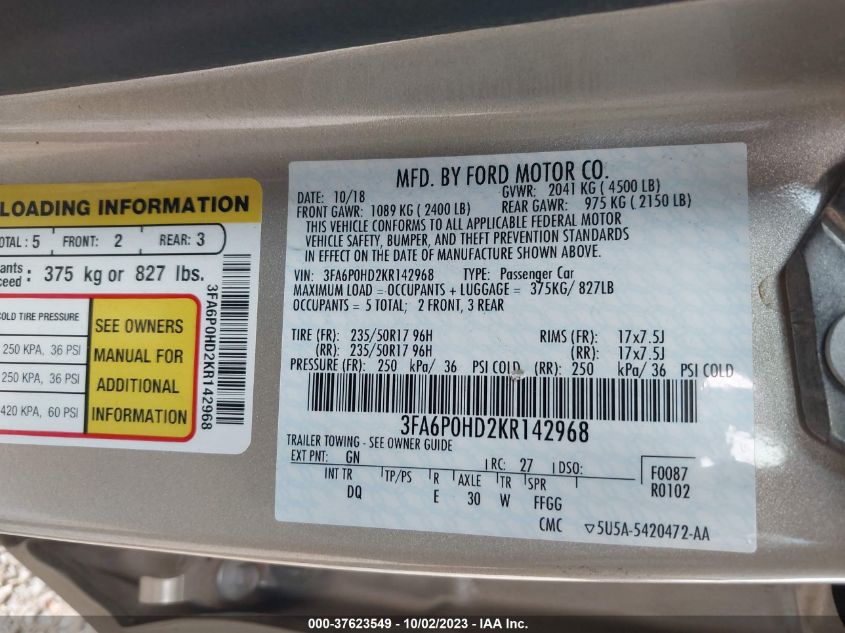 LOADING INFORMATION
OTAL : 5 FRONT: 2 REAR: 3
375 kg or 827 lbs.
COLD TIRE PRESSURE
250 KPA, 36 PSI
250 KPA, 36 PSI
420 KPA, 60 PSI
SEE OWNERS
MANUAL FOR
ADDITIONAL
INFORMATION
3FA6P0HD2KR142968
MFD. BY FORD MOTOR CO.
DATE: 10/18 GVWR: 2041 KG ( 4500 LB)
FRONT GAWR: 1089 KG ( 2400 LB) REAR GAWR: 975 KG ( 2150 LB)
THIS VEHICLE CONFORMS TO ALL APPLICABLE FEDERAL MOTOR
VEHICLE SAFETY, BUMPER, AND THEFT PREVENTION STANDARDS
IN EFFECT ON THE DATE OF MANUFACTURE SHOWN ABOVE.
VIN: 3FA6P0HD2KR142968 TYPE: Passenger Car
MAXIMUM LOAD = OCCUPANTS + LUGGAGE = 375KG/ 827LB
OCCUPANTS = 5 TOTAL; 2 FRONT, 3 REAR
TIRE (FR): 235/50R17 96H RIMS (FR): 17x7.5J
(RR): 235/50R17 96H (RR): 17x7.5J
PRESSURE (FR): 250 kPa/ 36 PSI COLD (RR): 250 kPa/ 36 PSI COLD
3FA6P0HD2KR142968
TRAILER TOWING - SEE OWNER GUIDE
EXT PNT: GN RC: 27 DSO: F0087
INT TR TP/PS R AXLE TR SPR R0102
DQ E 30 W FFGG
CMC ▽5U5A-5420472-AA
000-37623549 - 10/02/2023 - IAA, Inc.